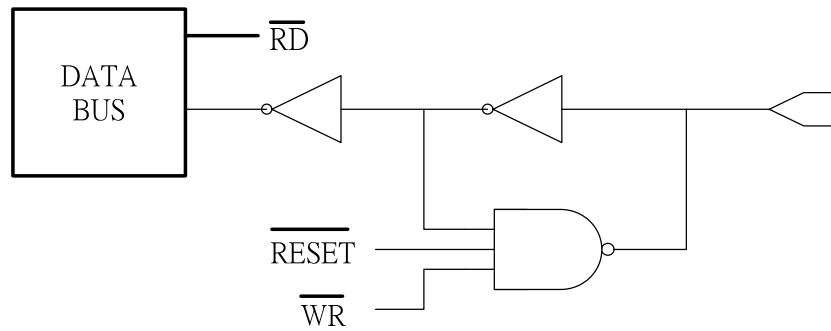 RD
DATA
BUS
RESET
WR